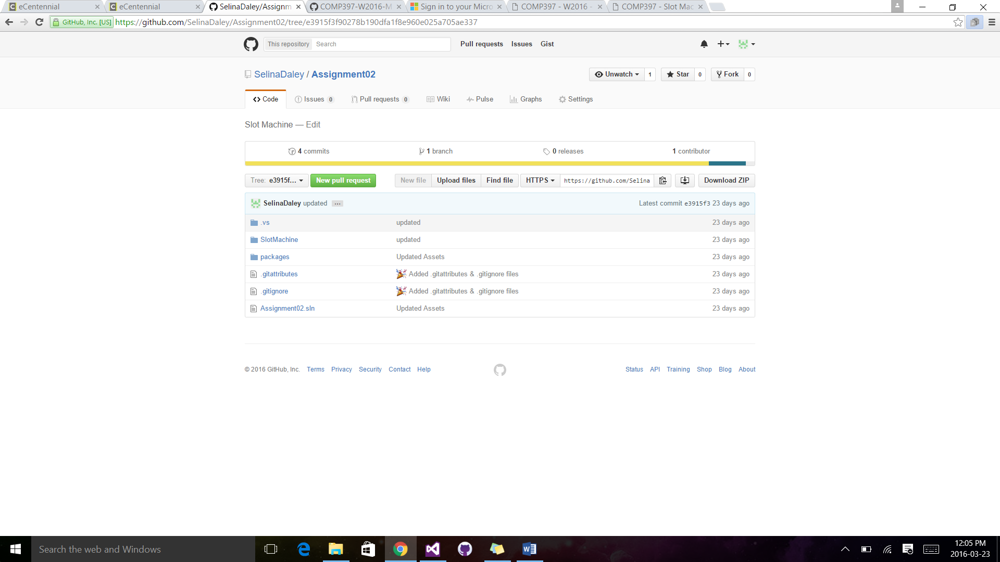 eCentennial
eCentennial
SelinaDaley/Assignm
COMP397-W2016-M
Sign in to your Micro
COMP397 - W2016 -
COMP397 - Slot Mac
GitHub, Inc. [US] https://github.com/SelinaDaley/Assignment02/tree/e3915f3f90278b190dfa1f8e960e025a705ae337
This repository Search Pull requests Issues Gist
SelinaDaley / Assignment02 Unwatch 1 Star 0 Fork 0
Code Issues 0 Pull requests 0 Wiki Pulse Graphs Settings
Slot Machine — Edit
4 commits 1 branch 0 releases 1 contributor
Tree: e3915f... New pull request New file Upload files Find file HTTPS https://github.com/Selina Download ZIP
SelinaDaley updated ... Latest commit e3915f3 23 days ago
.vs updated 23 days ago
SlotMachine updated 23 days ago
packages Updated Assets 23 days ago
.gitattributes Added .gitattributes & .gitignore files 23 days ago
.gitignore Added .gitattributes & .gitignore files 23 days ago
Assignment02.sln Updated Assets 23 days ago
© 2016 GitHub, Inc. Terms Privacy Security Contact Help Status API Training Shop Blog About
Search the web and Windows
12:05 PM
2016-03-23